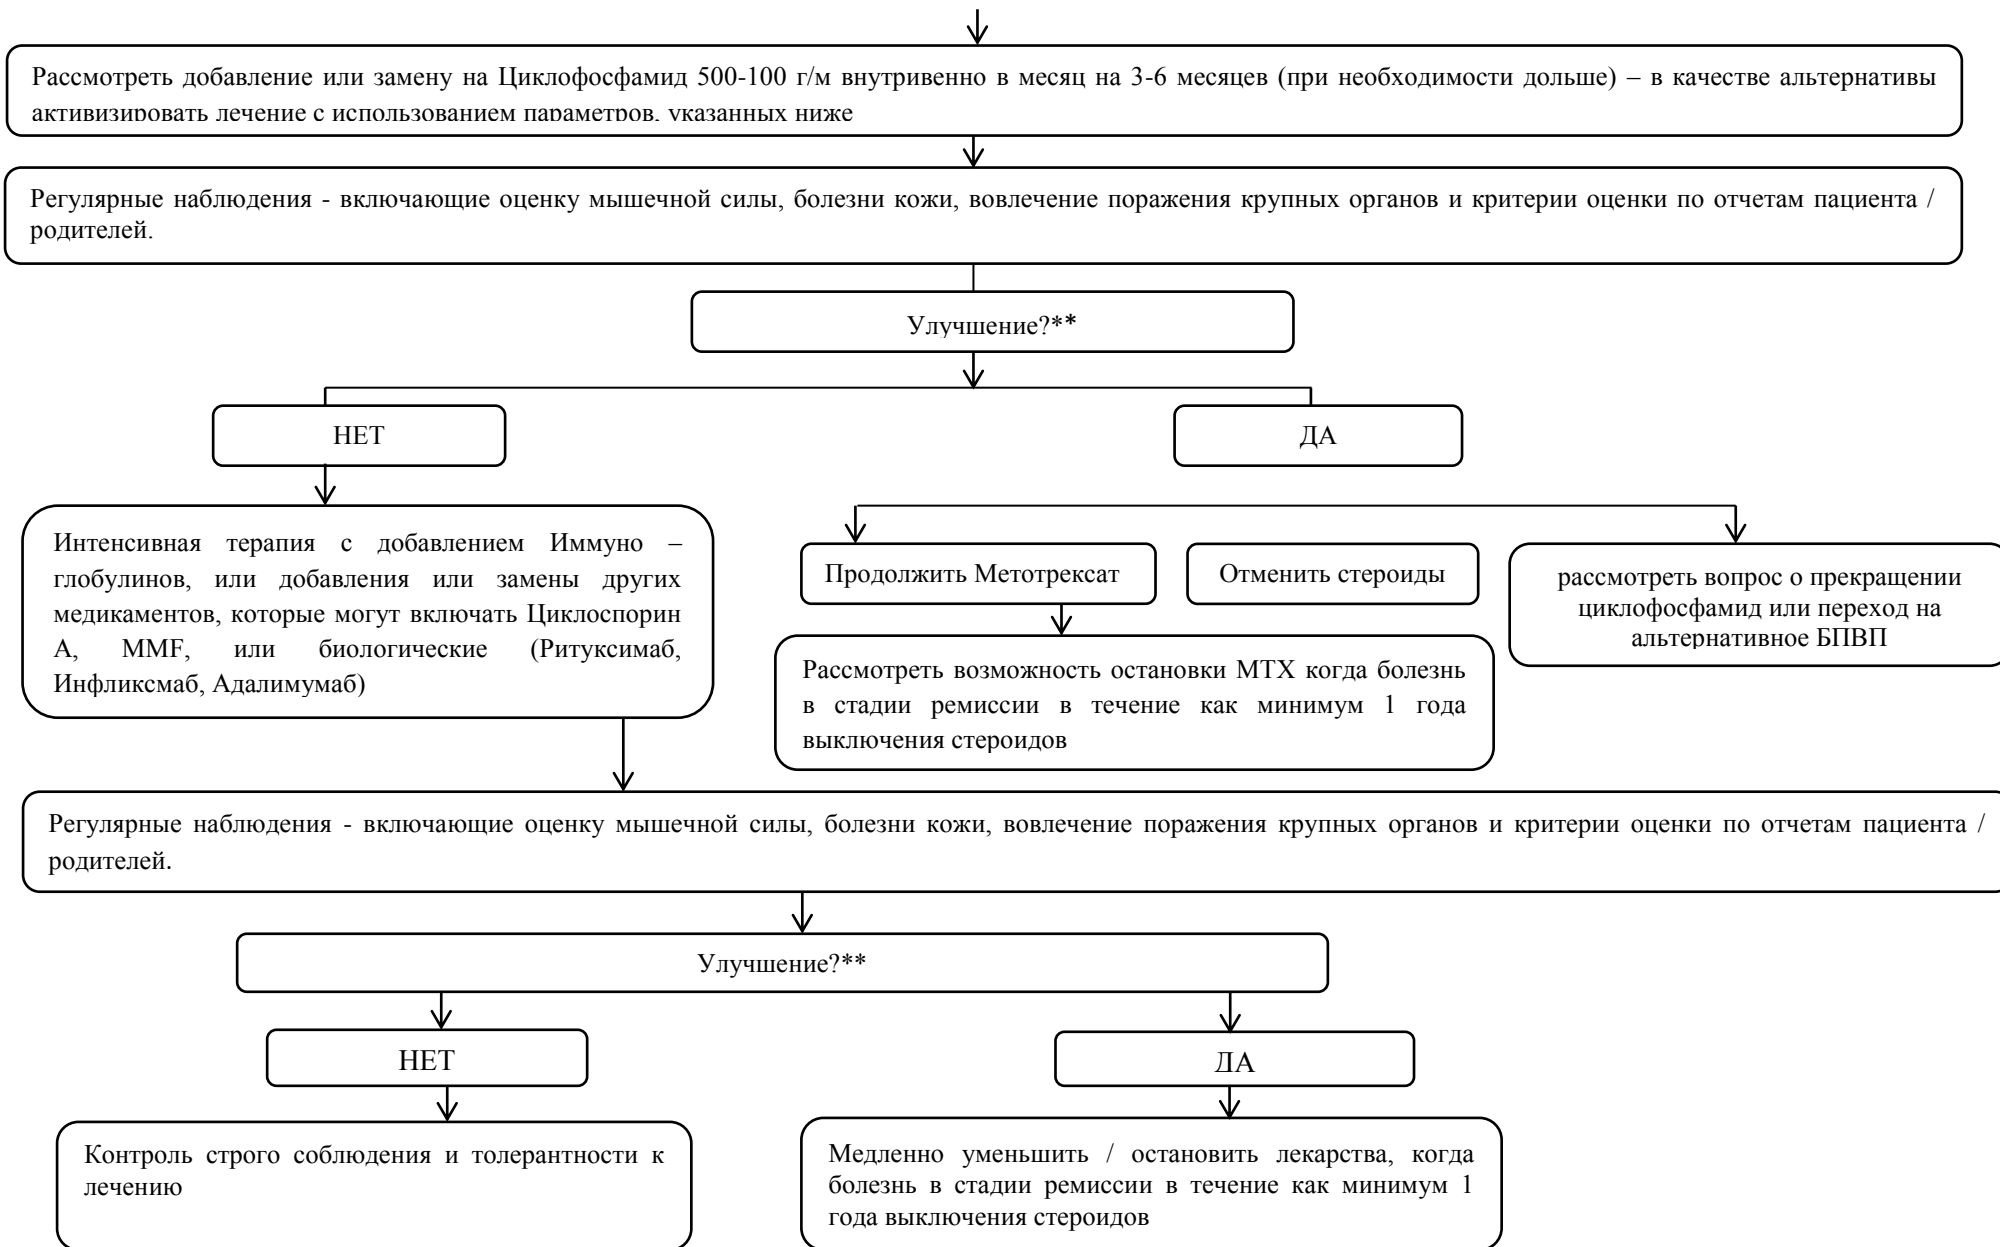 Рассмотреть добавление или замену на Циклофосфамид 500-100 г/м внутривенно в месяц на 3-6 месяцев (при необходимости дольше) – в качестве альтернативы
активизировать лечение с использованием параметров, указанных ниже
Регулярные наблюдения - включающие оценку мышечной силы, болезни кожи, вовлечение поражения крупных органов и критерии оценки по отчетам пациента /
родителей.
Улучшение?**
НЕТ
ДА
Интенсивная терапия с добавлением Иммуно –
глобулинов, или добавления или замены других
медикаментов, которые могут включать Циклоспорин
А, MMF, или биологические (Ритуксимаб,
Инфликсмаб, Адалимумаб)
Продолжить Метотрексат
Отменить стероиды
рассмотреть вопрос о прекращении
циклофосфамид или переход на
альтернативное БПВП
Рассмотреть возможность остановки МТХ когда болезнь
в стадии ремиссии в течение как минимум 1 года
выключения стероидов
Регулярные наблюдения - включающие оценку мышечной силы, болезни кожи, вовлечение поражения крупных органов и критерии оценки по отчетам пациента /
родителей.
Улучшение?**
НЕТ
ДА
Контроль строго соблюдения и толерантности к
лечению
Медленно уменьшить / остановить лекарства, когда
болезнь в стадии ремиссии в течение как минимум 1
года выключения стероидов